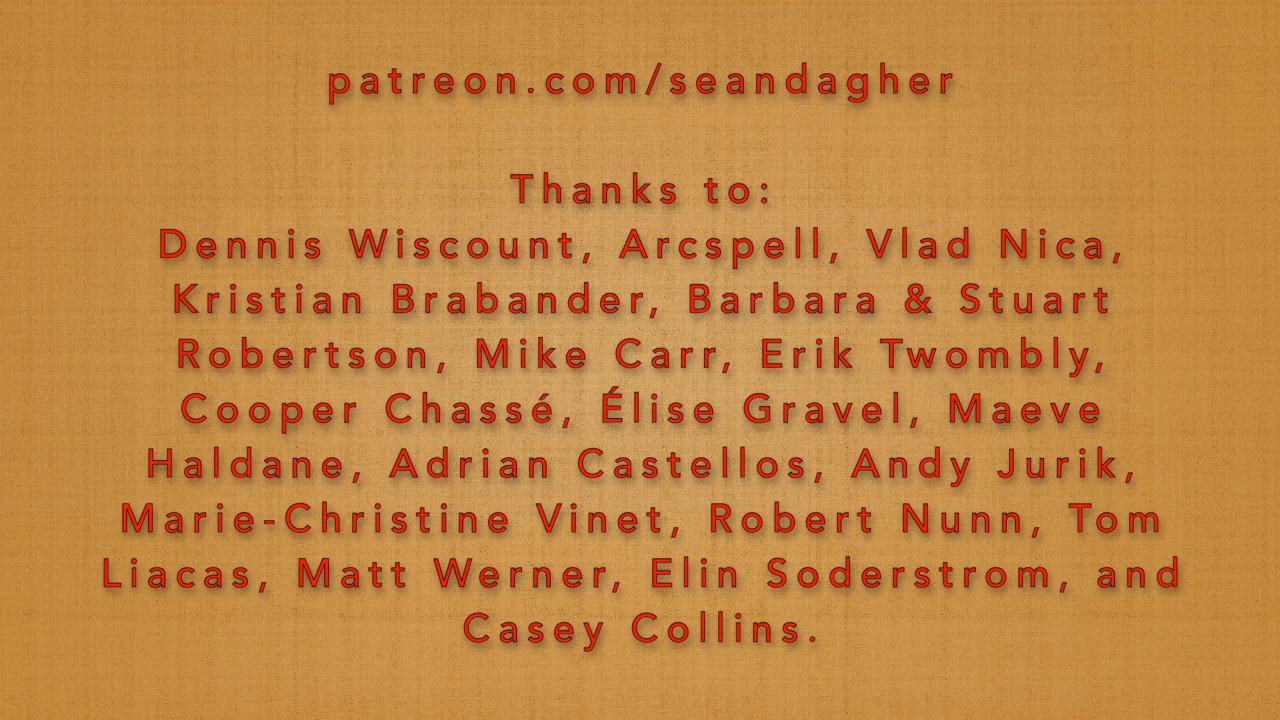 patreon.com/seandagher
Thanks to:
Dennis Wiscount, Arcspell, Vlad Nica,
Kristian Brabander, Barbara & Stuart
Robertson, Mike Carr, Erik Twombly,
Cooper Chassé, Élise Gravel, Maeve
Haldane, Adrian Castellos, Andy Jurik,
Marie-Christine Vinet, Robert Nunn, Tom
Liacas, Matt Werner, Elin Soderstrom, and
Casey Collins.